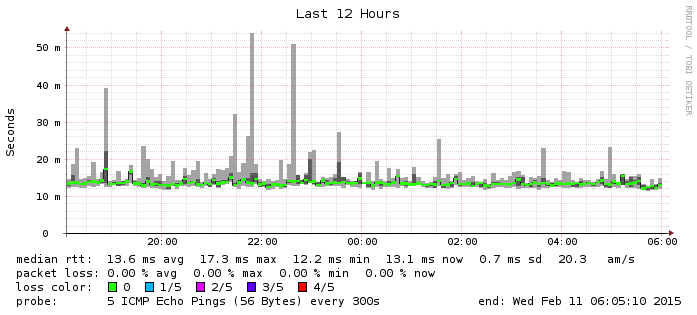 Last 12 Hours
RRDTOOL / TOBI OETIKER
Seconds
50 m
40 m
30 m
20 m
10 m
0
20:00 22:00 00:00 02:00 04:00 06:00
median rtt: 13.6 ms avg 17.3 ms max 12.2 ms min 13.1 ms now 0.7 ms sd 20.3 am/s
packet loss: 0.00 % avg 0.00 % max 0.00 % min 0.00 % now
loss color: 0 1/5 2/5 3/5 4/5
probe: 5 ICMP Echo Pings (56 Bytes) every 300s end: Wed Feb 11 06:05:10 2015